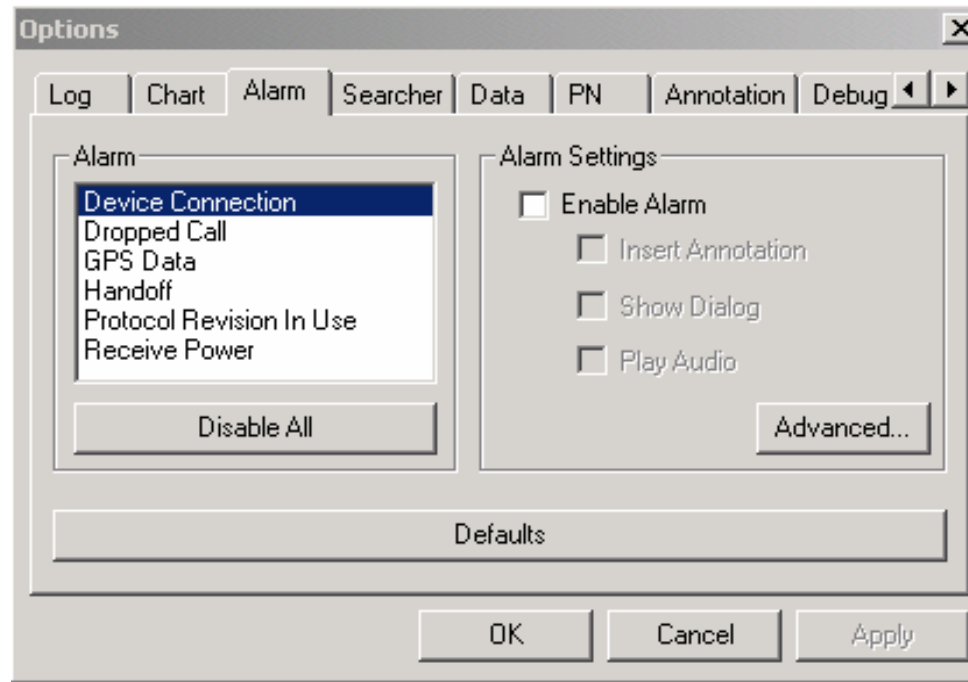 Options
Log Chart Alarm Searcher Data PN Annotation Debug
Alarm
Device Connection
Dropped Call
GPS Data
Handoff
Protocol Revision In Use
Receive Power
Disable All
Alarm Settings
Enable Alarm
Insert Annotation
Show Dialog
Play Audio
Advanced...
Defaults
OK Cancel Apply